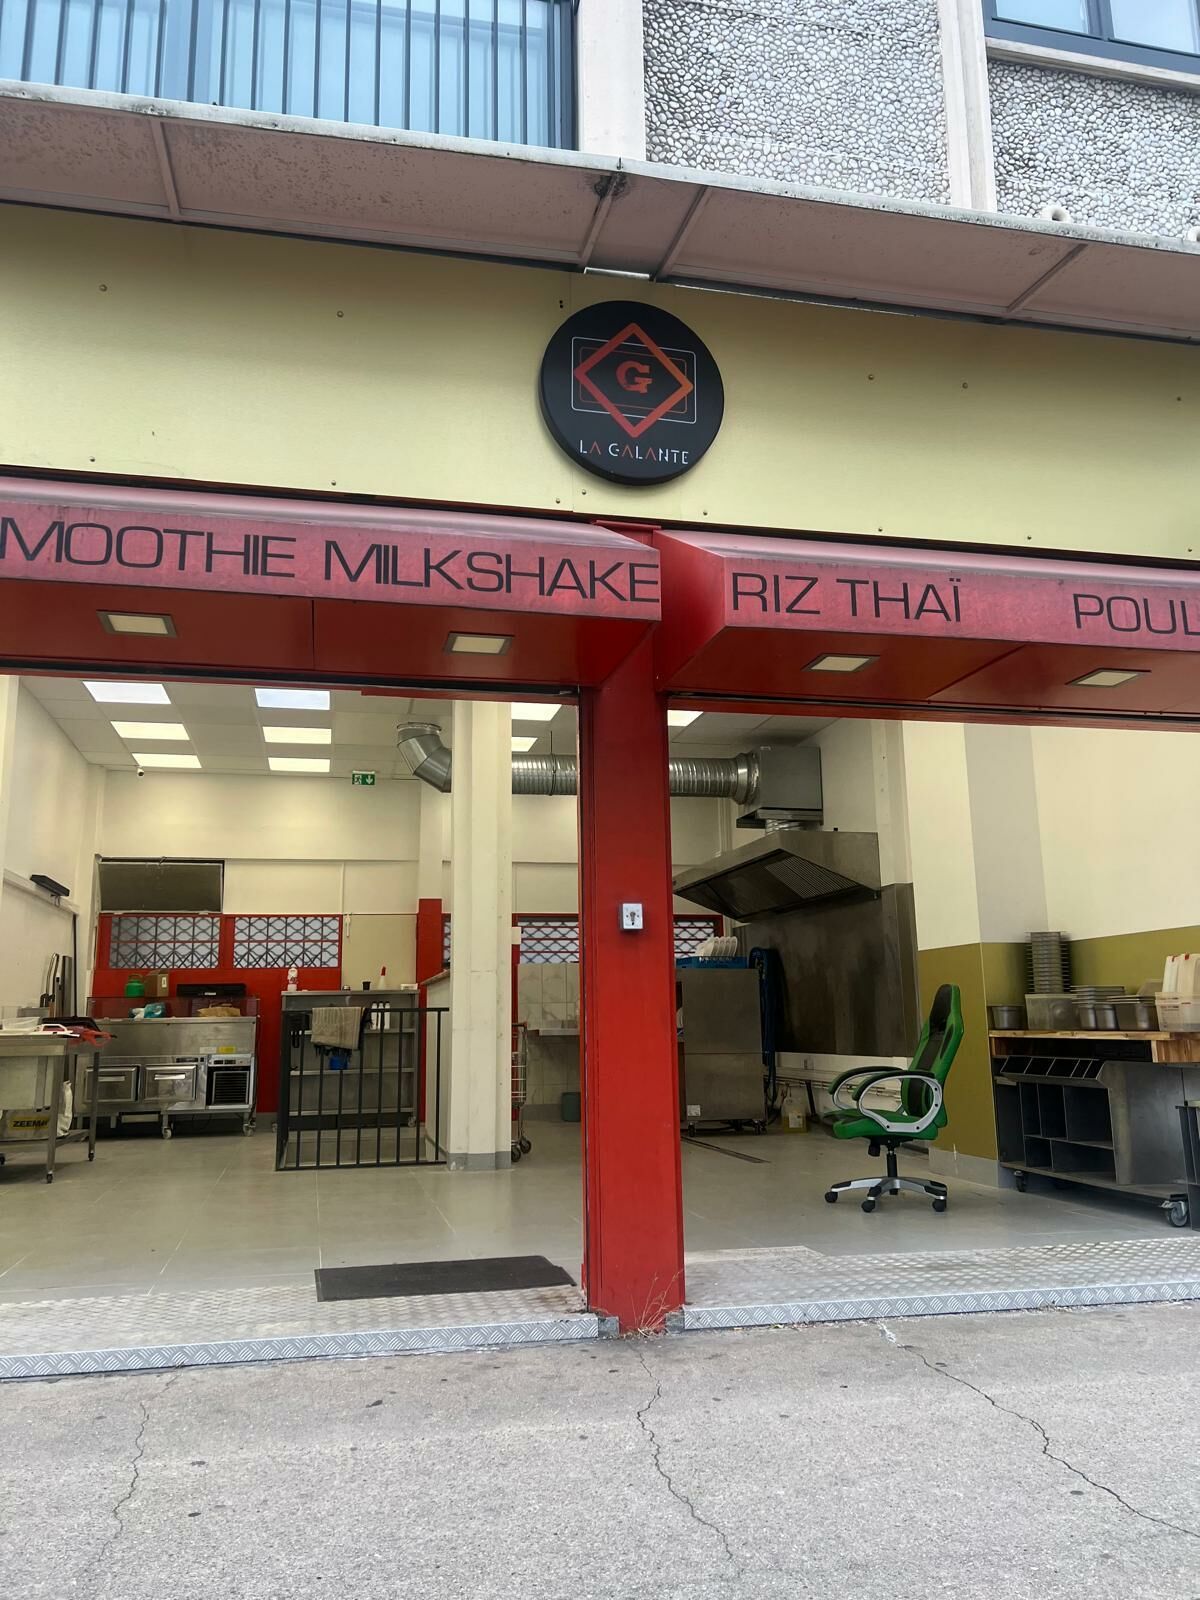 G
LA GALANTE
MOOTHIE MILKSHAKE
RIZ THAÏ POUL
ZEEM